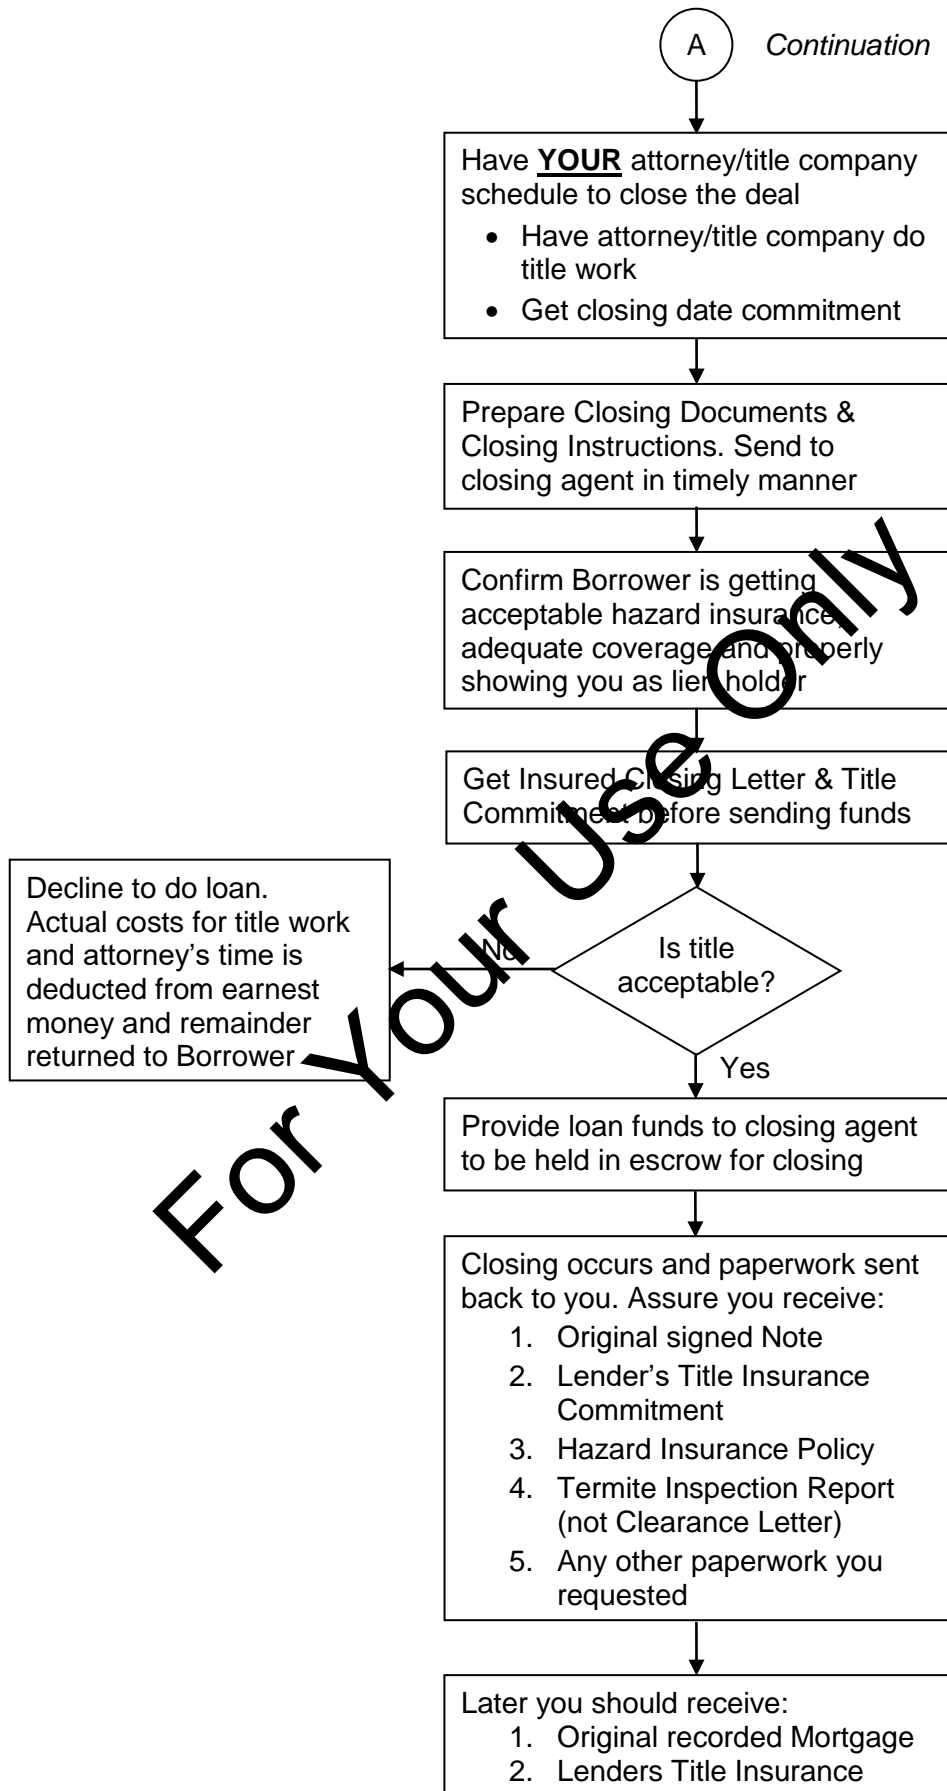 A
Continuation
Have YOUR attorney/title company
schedule to close the deal
• Have attorney/title company do
title work
• Get closing date commitment
Prepare Closing Documents &
Closing Instructions. Send to
closing agent in timely manner
Confirm Borrower is getting
acceptable hazard insurance,
adequate coverage and properly
showing you as lien holder
Get Insured Closing Letter & Title
Commitment before sending funds
Decline to do loan.
Actual costs for title work
and attorney’s time is
deducted from earnest
money and remainder
returned to Borrower
No
Is title
acceptable?
Yes
Provide loan funds to closing agent
to be held in escrow for closing
Closing occurs and paperwork sent
back to you. Assure you receive:
1. Original signed Note
2. Lender’s Title Insurance
Commitment
3. Hazard Insurance Policy
4. Termite Inspection Report
(not Clearance Letter)
5. Any other paperwork you
requested
Later you should receive:
1. Original recorded Mortgage
2. Lenders Title Insurance
For Your Use Only